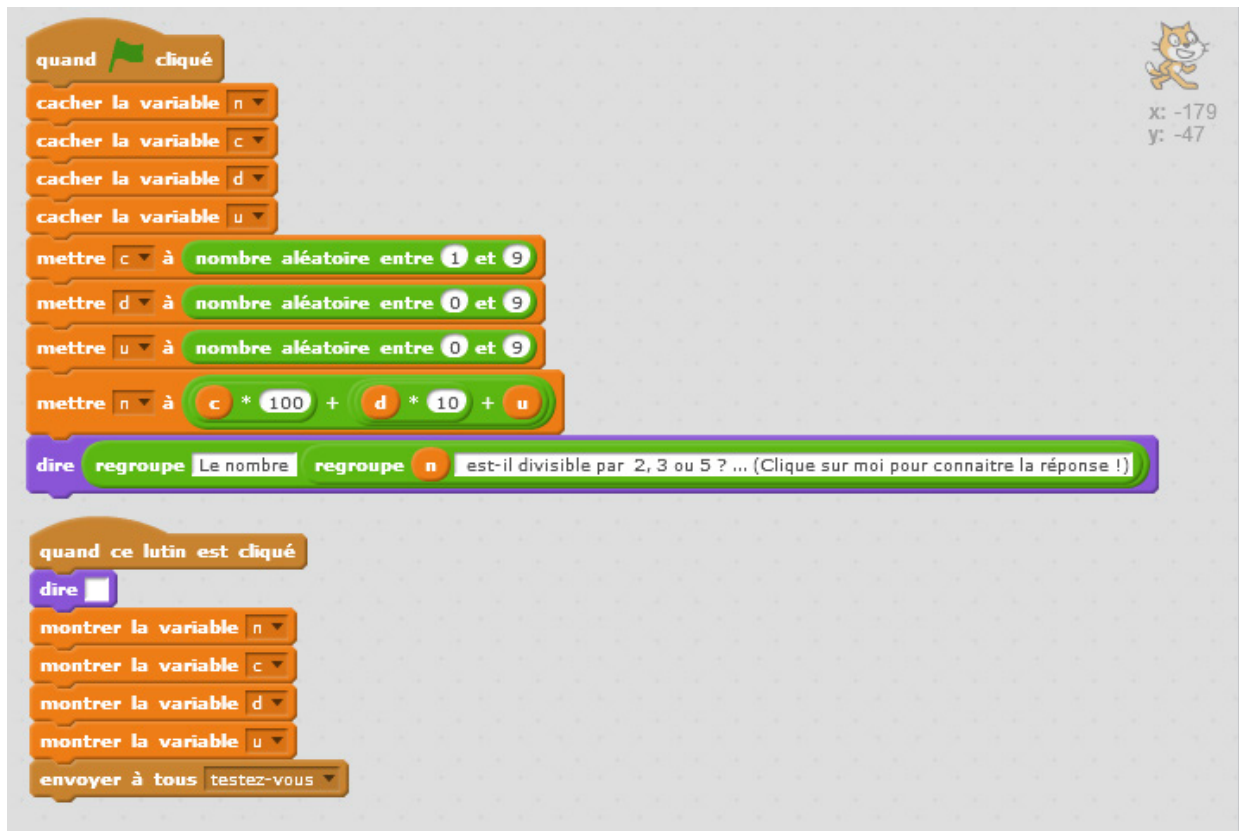 quand cliqué
cacher la variable n
cacher la variable c
cacher la variable d
cacher la variable u
mettre c à nombre aléatoire entre 1 et 9
mettre d à nombre aléatoire entre 0 et 9
mettre u à nombre aléatoire entre 0 et 9
mettre n à c * 100 + d * 10 + u
dire regroupe Le nombre regroupe n est-il divisible par 2, 3 ou 5 ? ... (Clique sur moi pour connaitre la réponse !)
quand ce lutin est cliqué
dire
montrer la variable n
montrer la variable c
montrer la variable d
montrer la variable u
envoyer à tous testez-vous
x: -179
y: -47